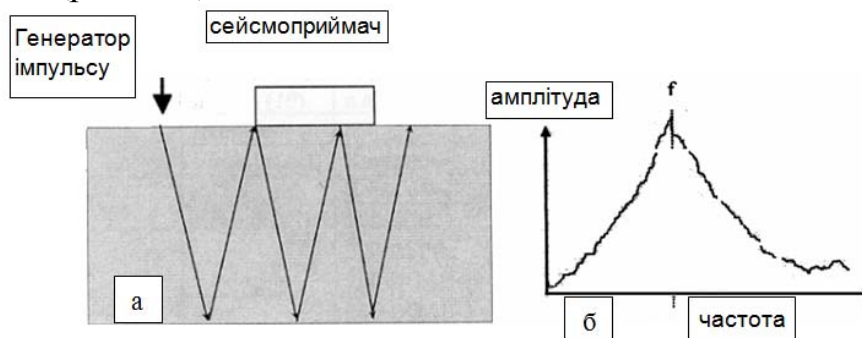 Генератор
імпульсу
сейсмоприймач
а
амплітуда
f
б
частота